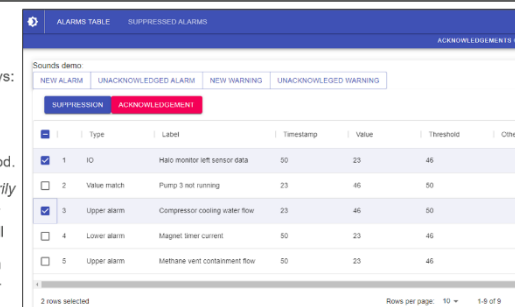 ALARMS TABLE SUPPRESSED ALARMS
ACKNOWLEDGEMENTS
Sounds demo:
NEW ALARM UNACKNOWLEDGED ALARM NEW WARNING UNACKNOWLEGED WARNING
SUPPRESSION ACKNOWLEDGEMENT
Type Label Timestamp Value Threshold Othe
1 IO Halo monitor left sensor data 50 23 46
2 Value match Pump 3 not running 23 46 50
3 Upper alarm Compressor cooling water flow 23 46 50
4 Lower alarm Magnet timer current 50 23 46
5 Upper alarm Methane vent containment flow 50 23 46
2 rows selected Rows per page: 10 1-9 of 9